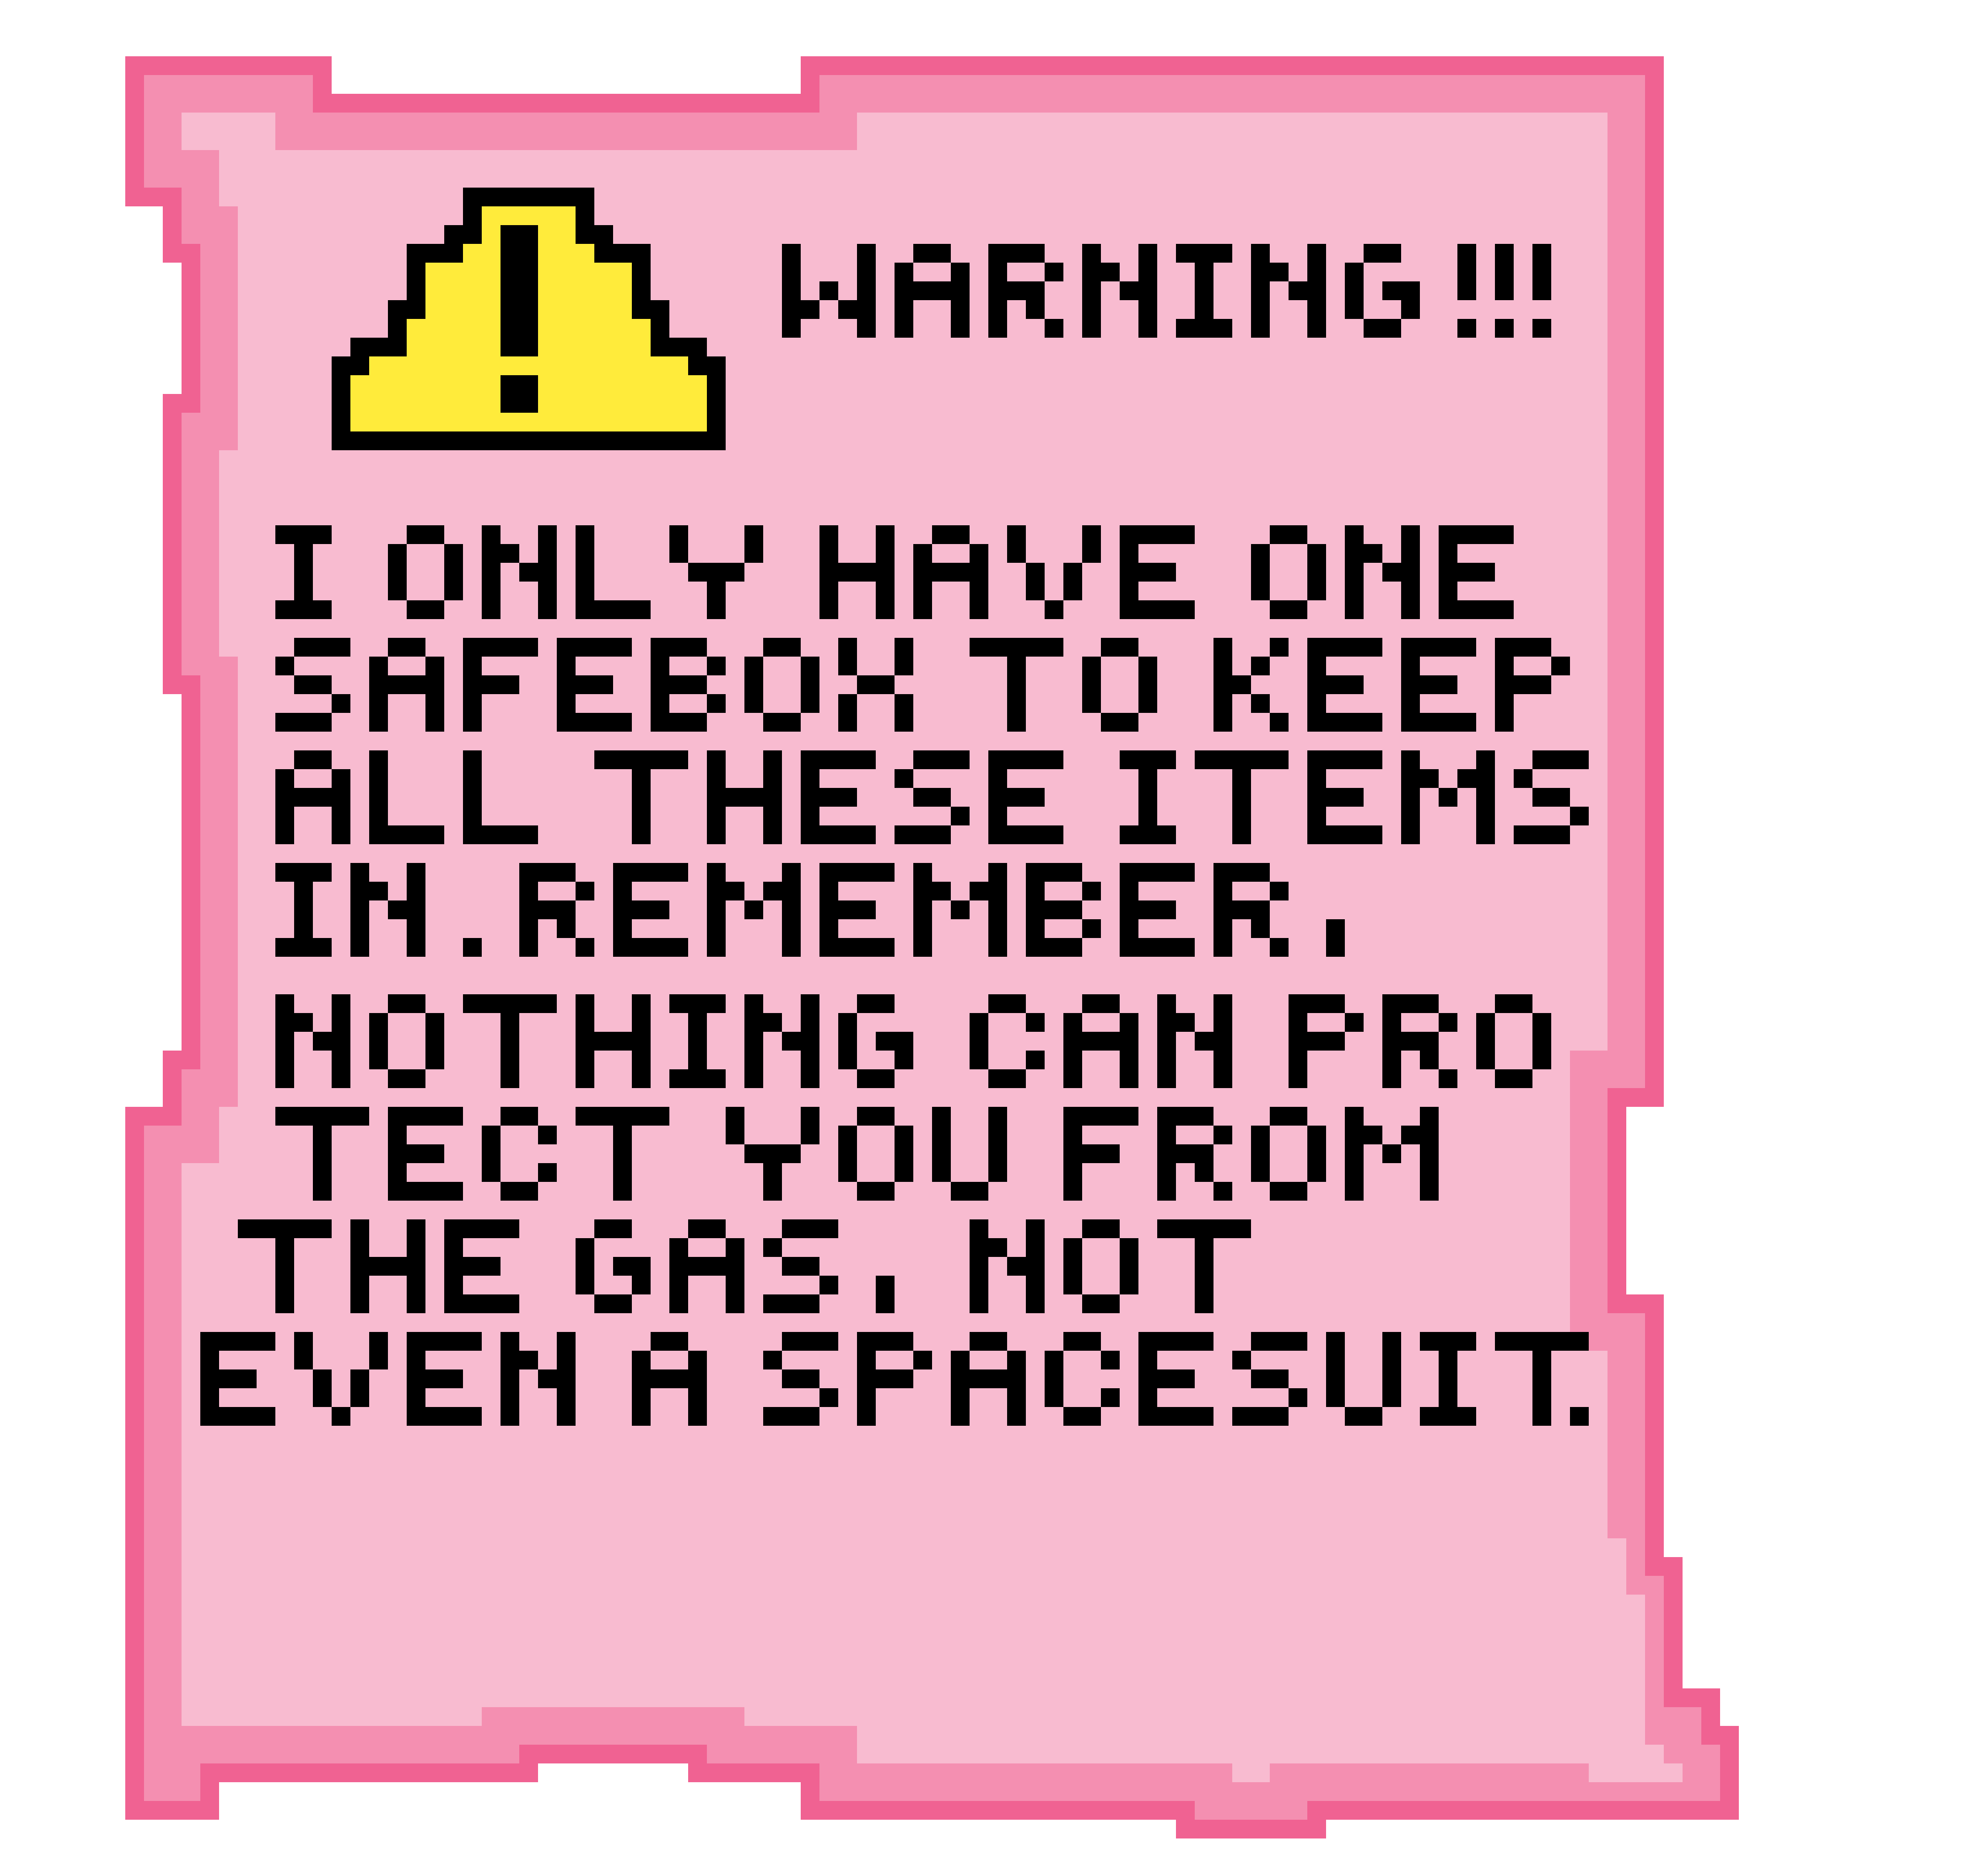 WARNING!!!
I ONLY HAVE ONE
SAFEBOX TO KEEP
ALL THESE ITEMS
IN. REMEMBER,
NOTHING CAN PRO
TECT YOU FROM
THE GAS, NOT
EVEN A SPACESUIT.